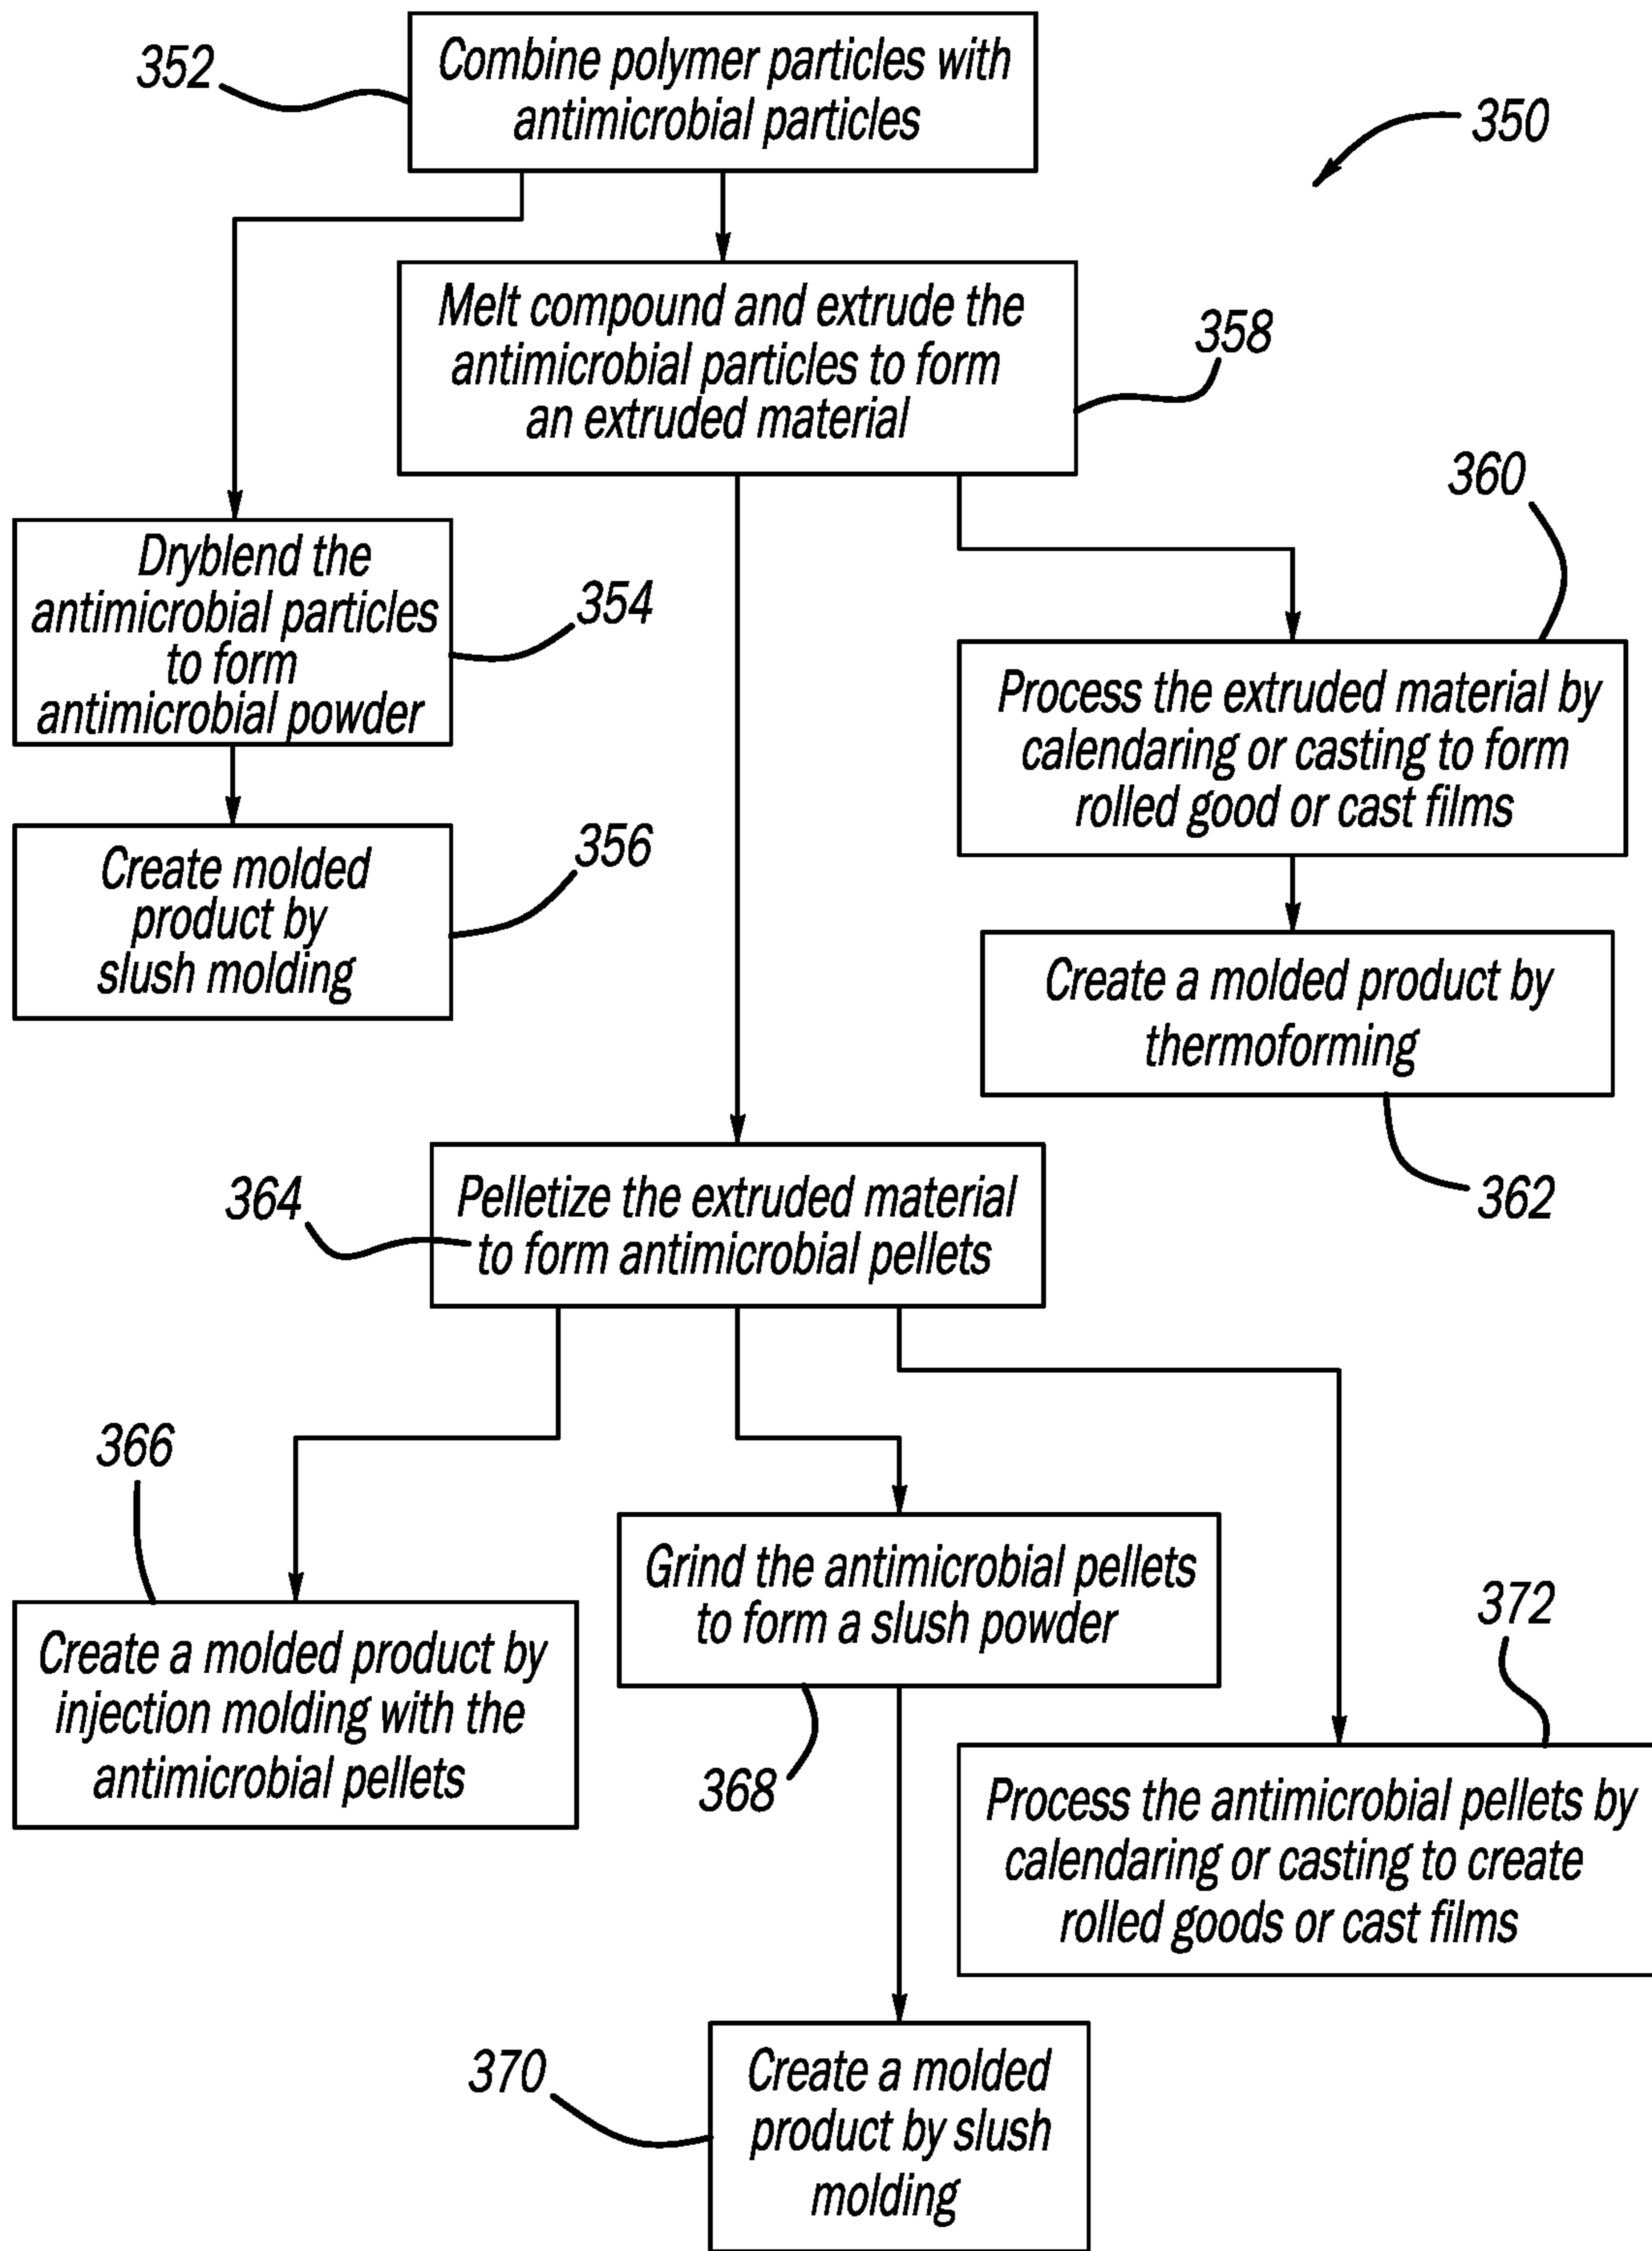 352
Combine polymer particles with
antimicrobial particles
350
Melt compound and extrude the
antimicrobial particles to form
an extruded material
358
360
Dryblend the
antimicrobial particles
to form
antimicrobial powder
354
Process the extruded material by
calendaring or casting to form
rolled good or cast films
Create molded
product by
slush molding
356
Create a molded product by
thermoforming
362
364
Pelletize the extruded material
to form antimicrobial pellets
366
Create a molded product by
injection molding with the
antimicrobial pellets
Grind the antimicrobial pellets
to form a slush powder
368
372
Process the antimicrobial pellets by
calendaring or casting to create
rolled goods or cast films
370
Create a molded
product by slush
molding